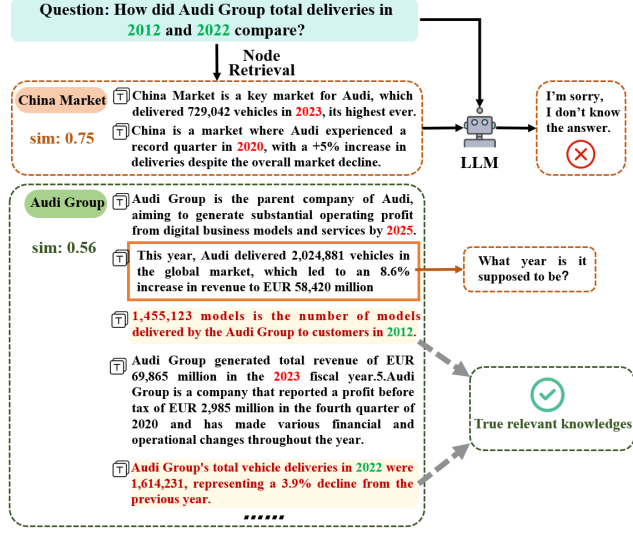 Question: How did Audi Group total deliveries in
2012 and 2022 compare?
Node
Retrieval
China Market
sim: 0.75
T China Market is a key market for Audi, which
delivered 729,042 vehicles in 2023, its highest ever.
T China is a market where Audi experienced a
record quarter in 2020, with a +5% increase in
deliveries despite the overall market decline.
LLM
I'm sorry,
I don't know
the answer.
Audi Group
sim: 0.56
T Audi Group is the parent company of Audi,
aiming to generate substantial operating profit
from digital business models and services by 2025.
T This year, Audi delivered 2,024,881 vehicles in
the global market, which led to an 8.6%
increase in revenue to EUR 58,420 million
What year is it
supposed to be?
T 1,455,123 models is the number of models
delivered by the Audi Group to customers in 2012.
T Audi Group generated total revenue of EUR
69,865 million in the 2023 fiscal year.5.Audi
Group is a company that reported a profit before
tax of EUR 2,985 million in the fourth quarter of
2020 and has made various financial and
operational changes throughout the year.
True relevant knowledges
T Audi Group's total vehicle deliveries in 2022 were
1,614,231, representing a 3.9% decline from the
previous year.
......